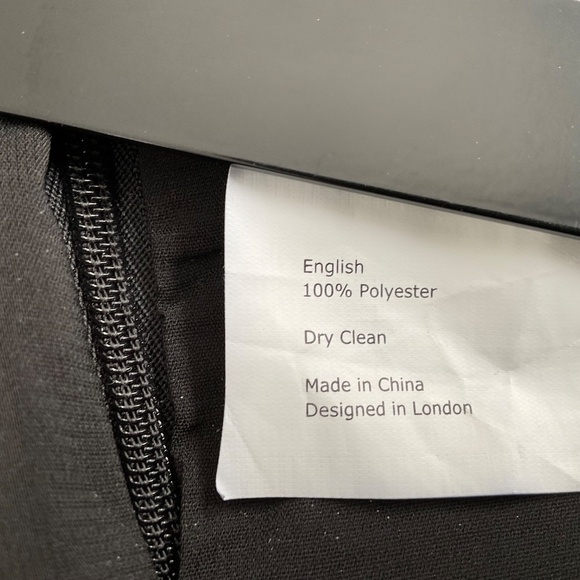 English
100% Polyester
Dry Clean
Made in China
Designed in London